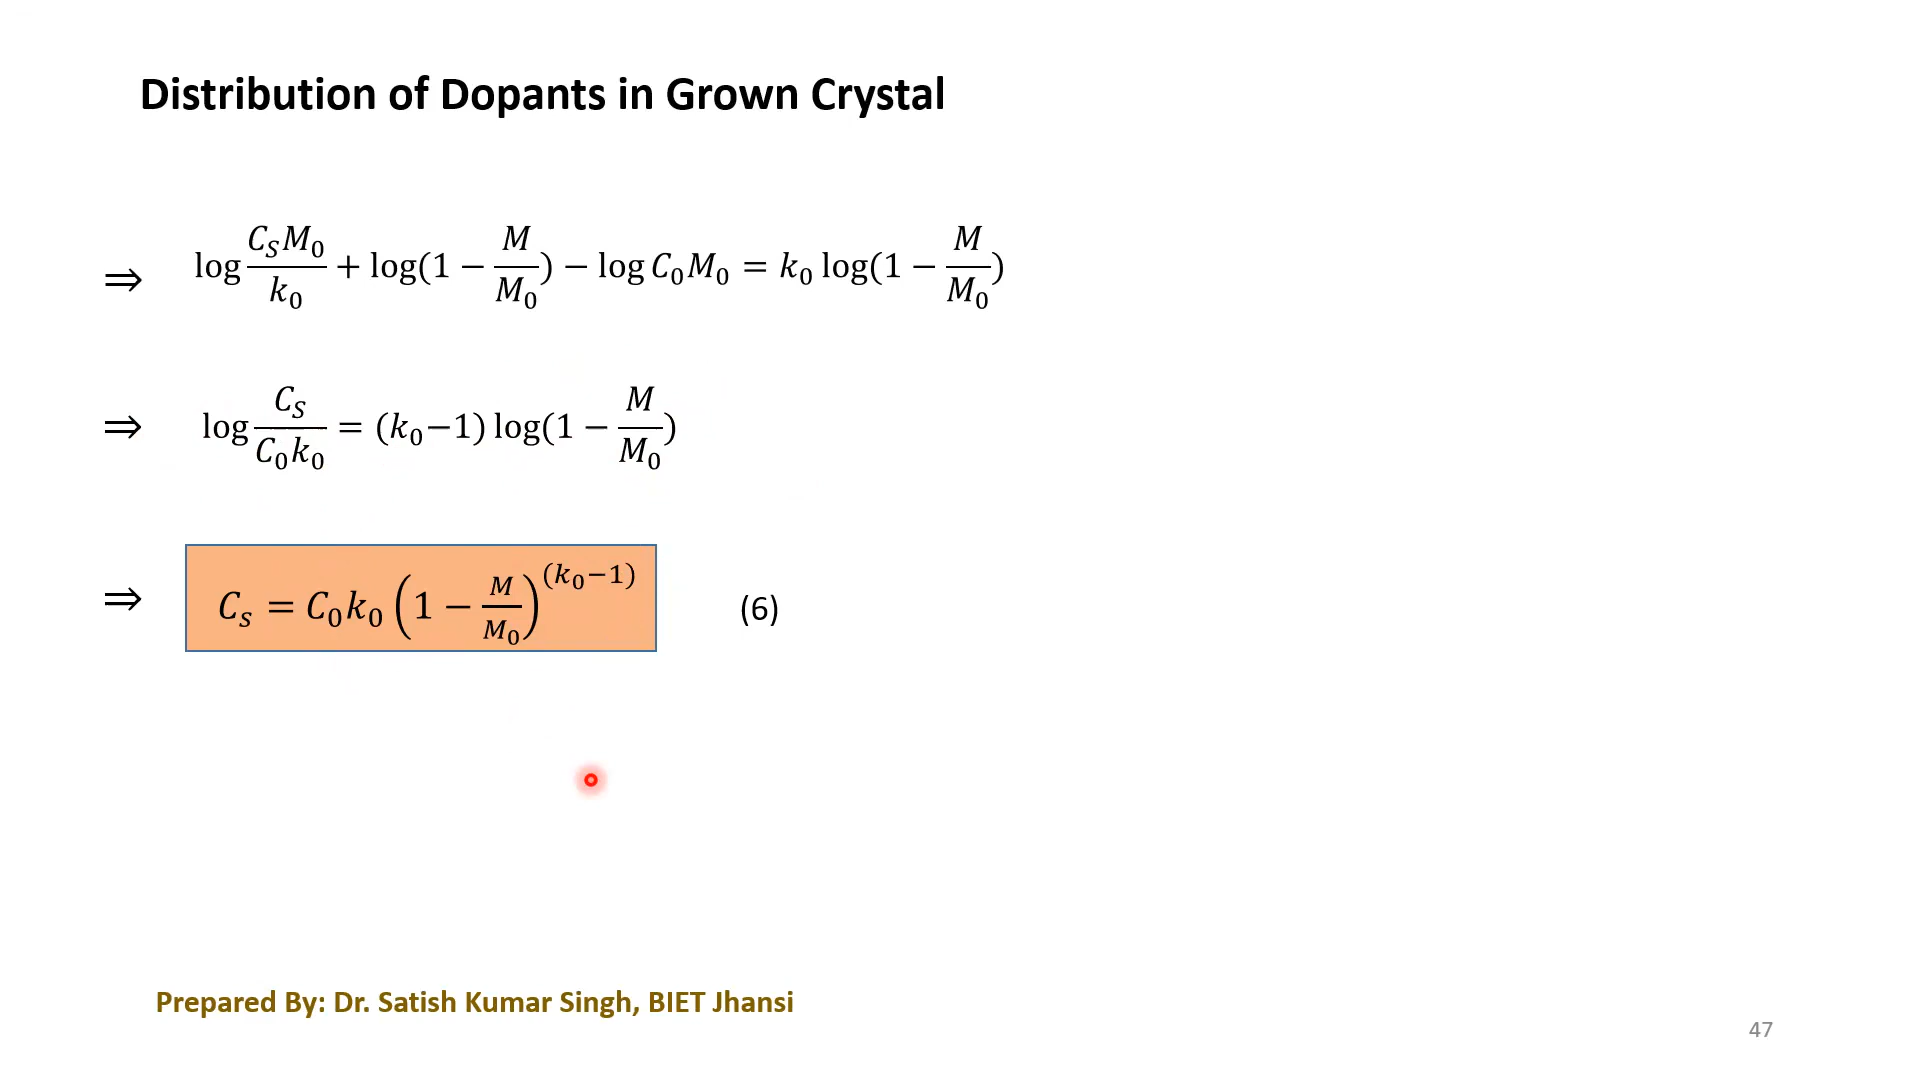 Distribution of Dopants in Grown Crystal
⇒ log C_S M_0 / k_0 + log(1 − M/M_0) − log C_0 M_0 = k_0 log(1 − M/M_0)
⇒ log C_S / C_0 k_0 = (k_0−1) log(1 − M/M_0)
⇒ C_s = C_0 k_0 (1 − M/M_0)^(k_0−1) (6)
Prepared By: Dr. Satish Kumar Singh, BIET Jhansi
47